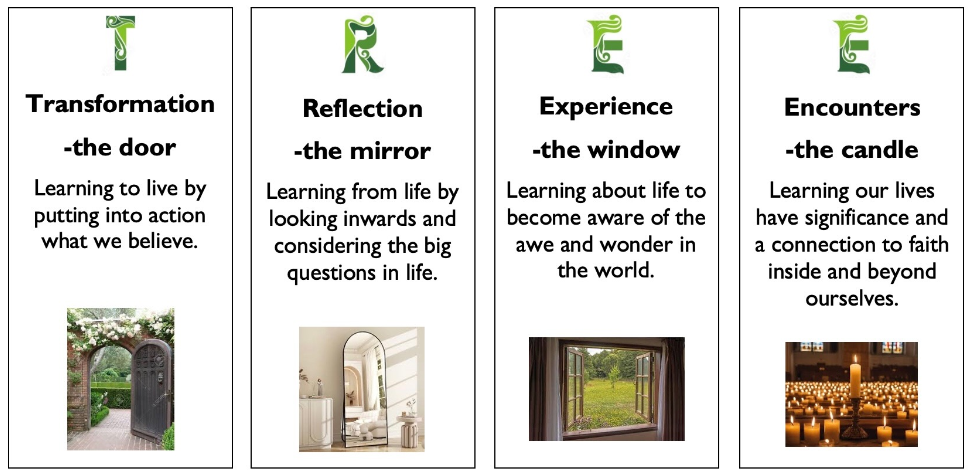 T
Transformation
-the door
Learning to live by
putting into action
what we believe.
R
Reflection
-the mirror
Learning from life by
looking inwards and
considering the big
questions in life.
E
Experience
-the window
Learning about life to
become aware of the
awe and wonder in
the world.
E
Encounters
-the candle
Learning our lives
have significance and
a connection to faith
inside and beyond
ourselves.